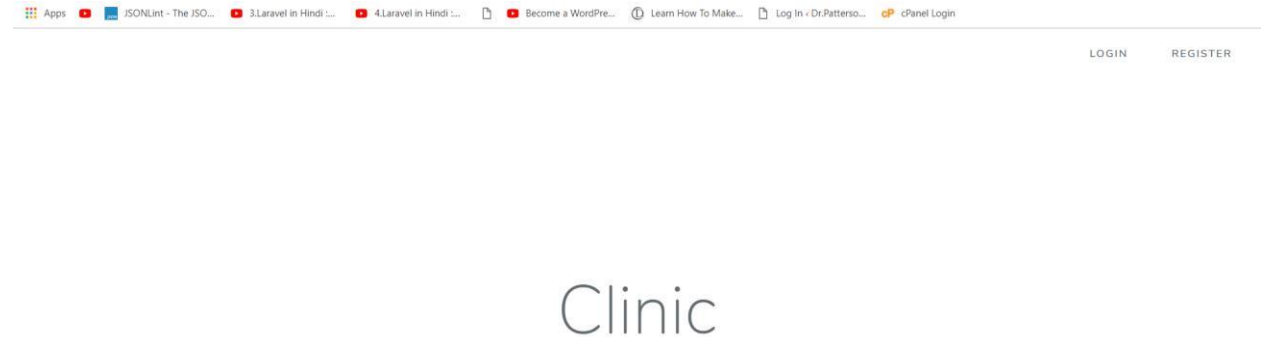 Apps JSONLint - The JSO... 3.Laravel in Hindi :... 4.Laravel in Hindi :... Become a WordPre... Learn How To Make... Log In ‹ Dr.Patterso... cPanel Login
LOGIN REGISTER
Clinic